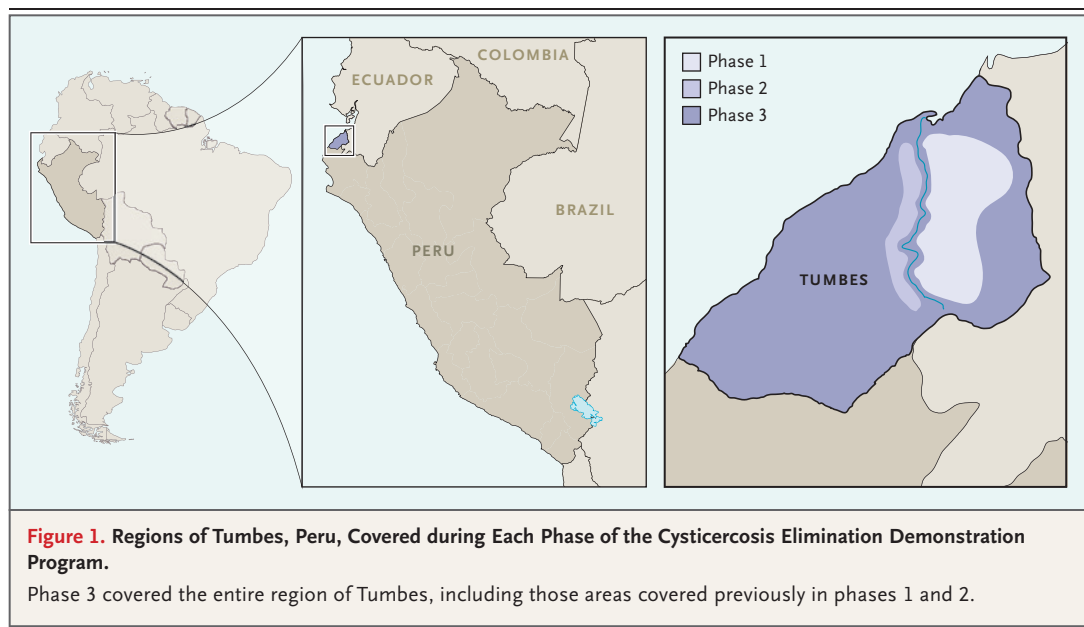 COLOMBIA
ECUADOR
BRAZIL
PERU
Phase 1
Phase 2
Phase 3
TUMBES
Figure 1. Regions of Tumbes, Peru, Covered during Each Phase of the Cysticercosis Elimination Demonstration
Program.
Phase 3 covered the entire region of Tumbes, including those areas covered previously in phases 1 and 2.